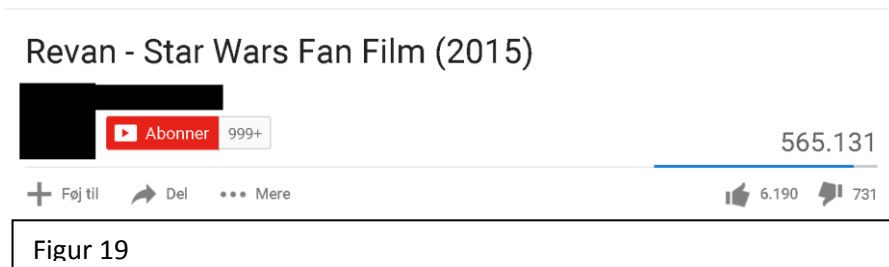 Revan - Star Wars Fan Film (2015)
Abonner 999+
565.131
Føj til Del Mere 6.190 731
Figur 19